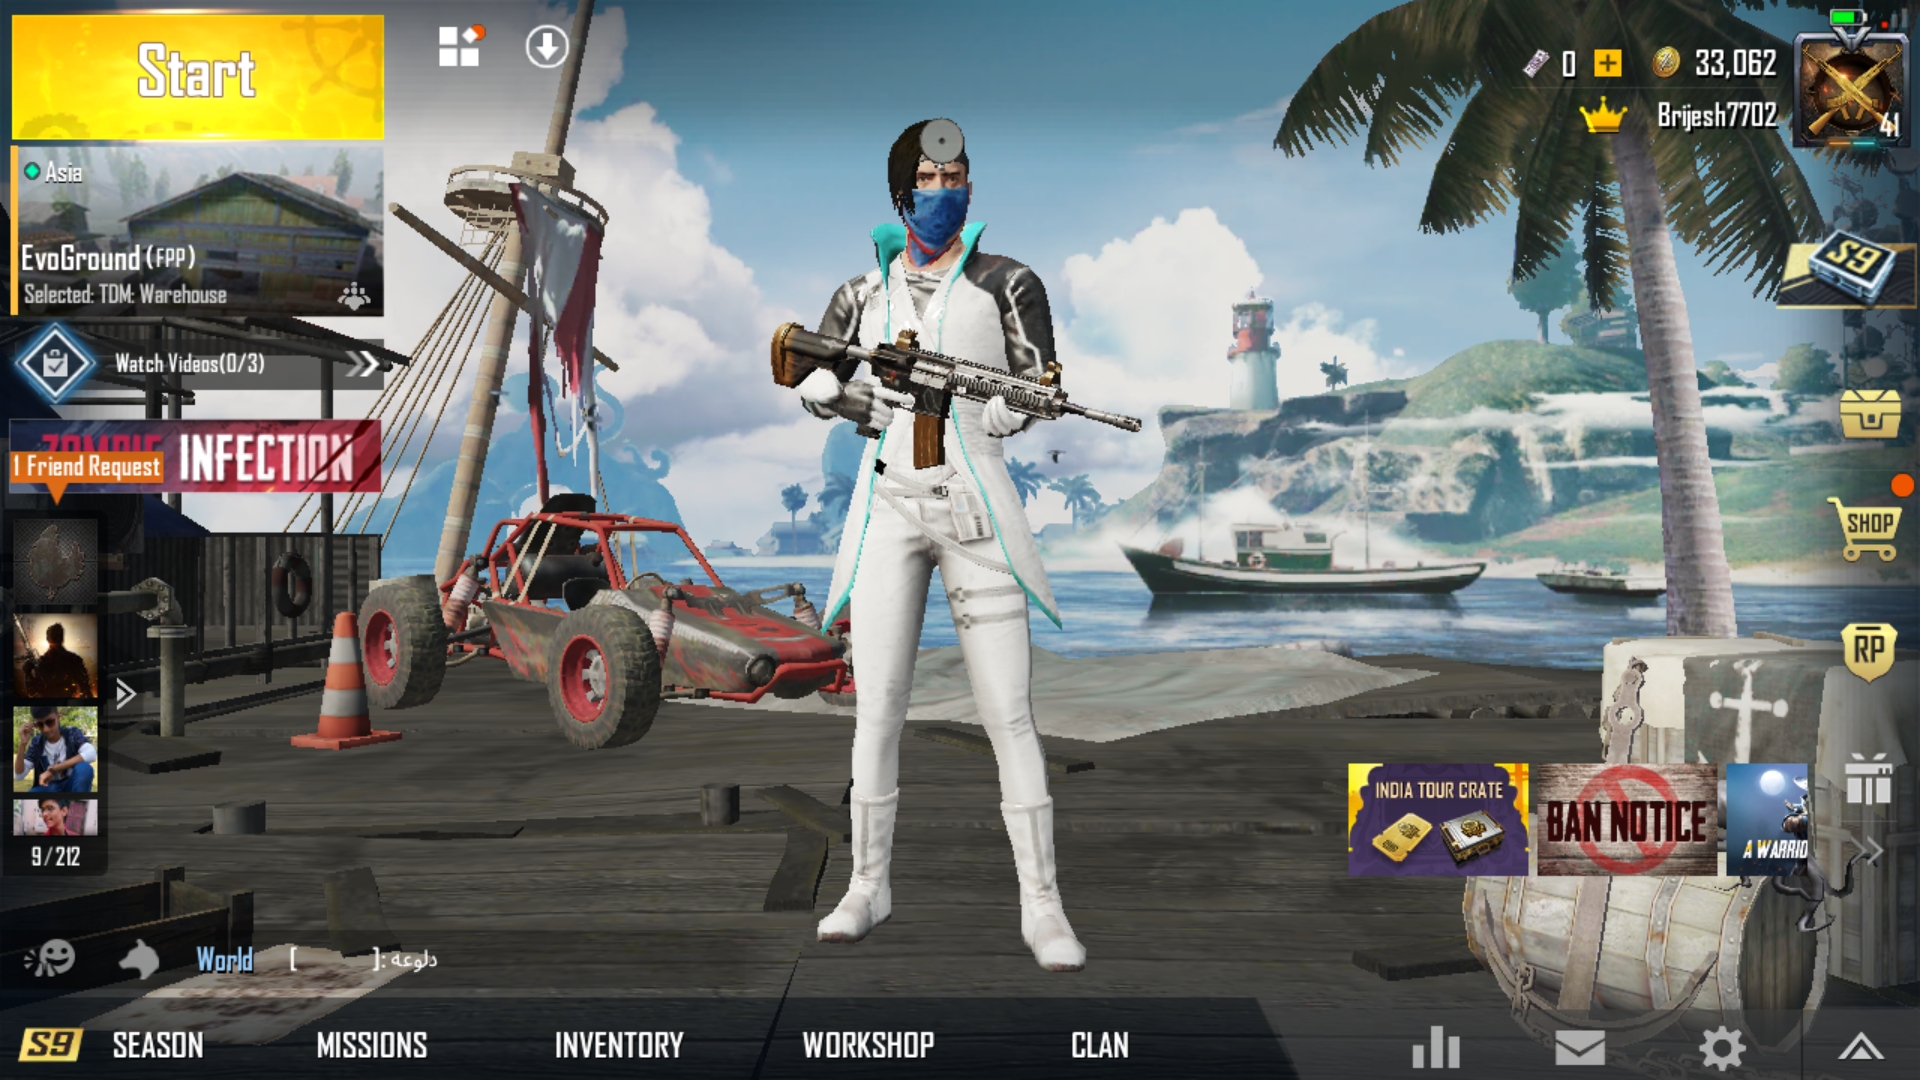 Start
0
33,062
Brijesh7702
41
Asia
EvoGround (FPP)
Selected: TDM: Warehouse
S9
Watch Videos(0/3)
ZOMBIE INFECTION
1 Friend Request
SHOP
RP
INDIA TOUR CRATE
BAN NOTICE
A WARRIO
9/212
World [ ]: دلوعة
S9 SEASON MISSIONS INVENTORY WORKSHOP CLAN